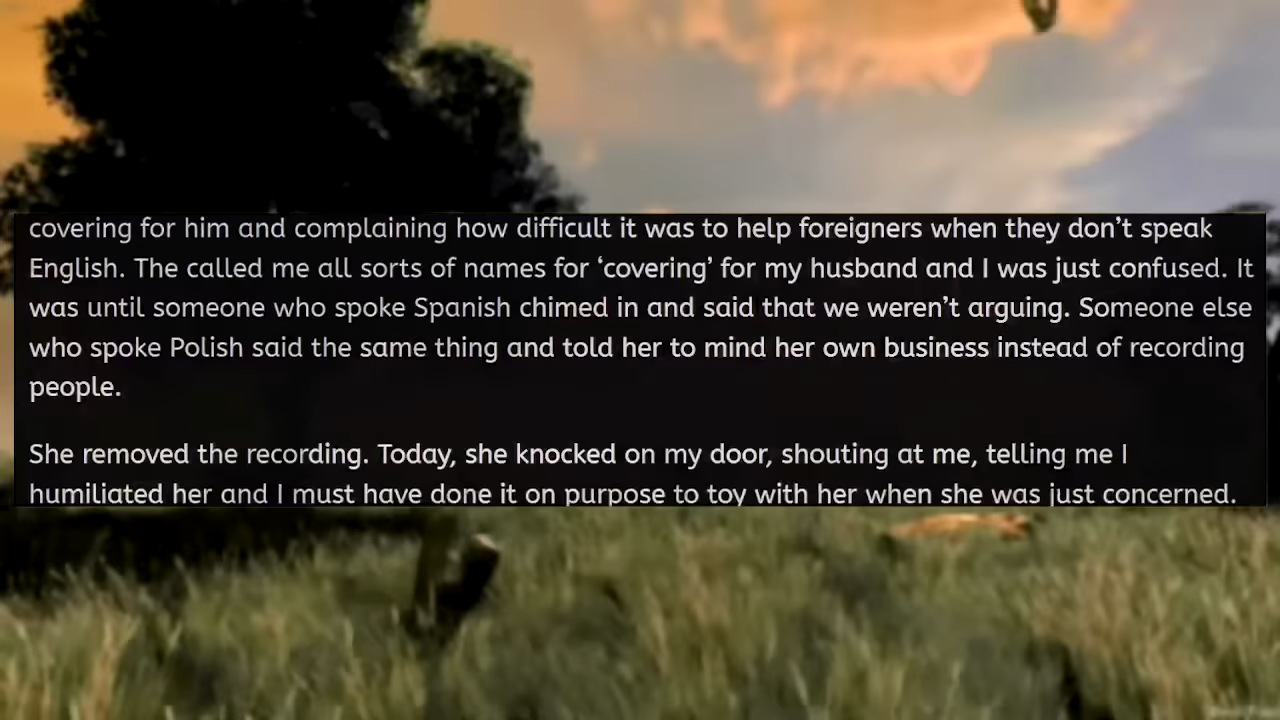 covering for him and complaining how difficult it was to help foreigners when they don’t speak
English. The called me all sorts of names for ‘covering’ for my husband and I was just confused. It
was until someone who spoke Spanish chimed in and said that we weren’t arguing. Someone else
who spoke Polish said the same thing and told her to mind her own business instead of recording
people.
She removed the recording. Today, she knocked on my door, shouting at me, telling me I
humiliated her and I must have done it on purpose to toy with her when she was just concerned.